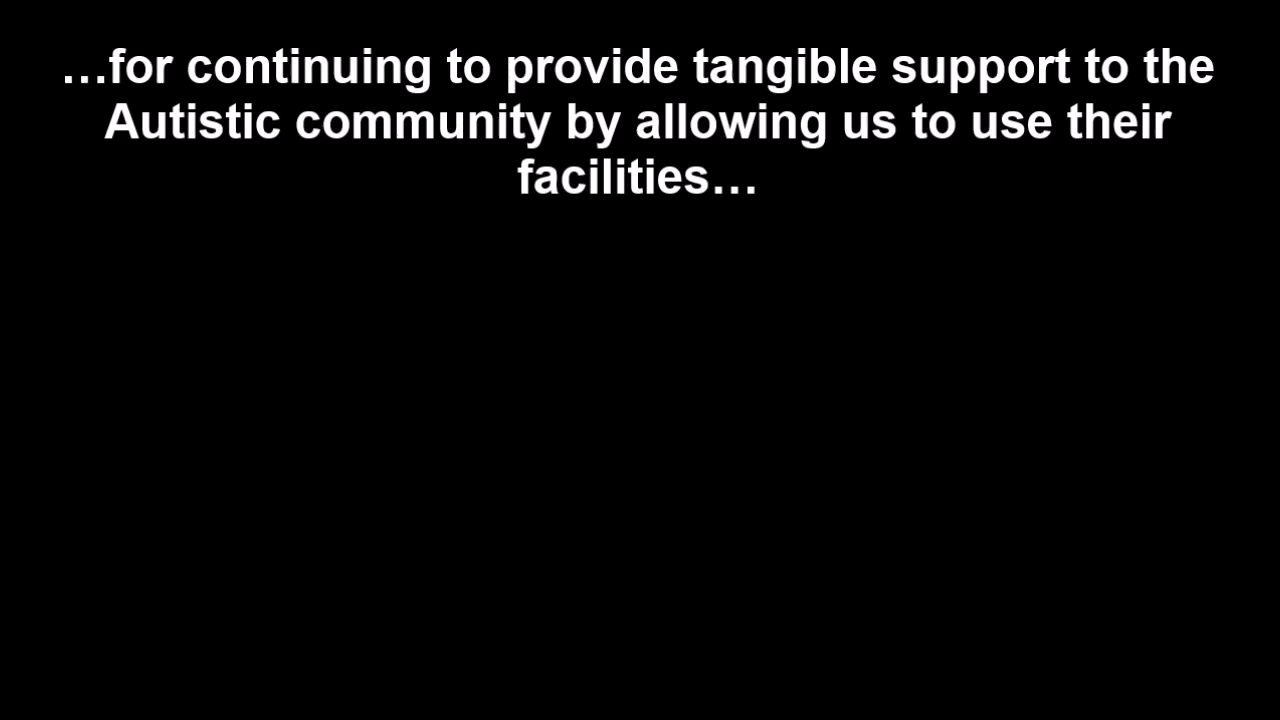 …for continuing to provide tangible support to the
Autistic community by allowing us to use their
facilities…